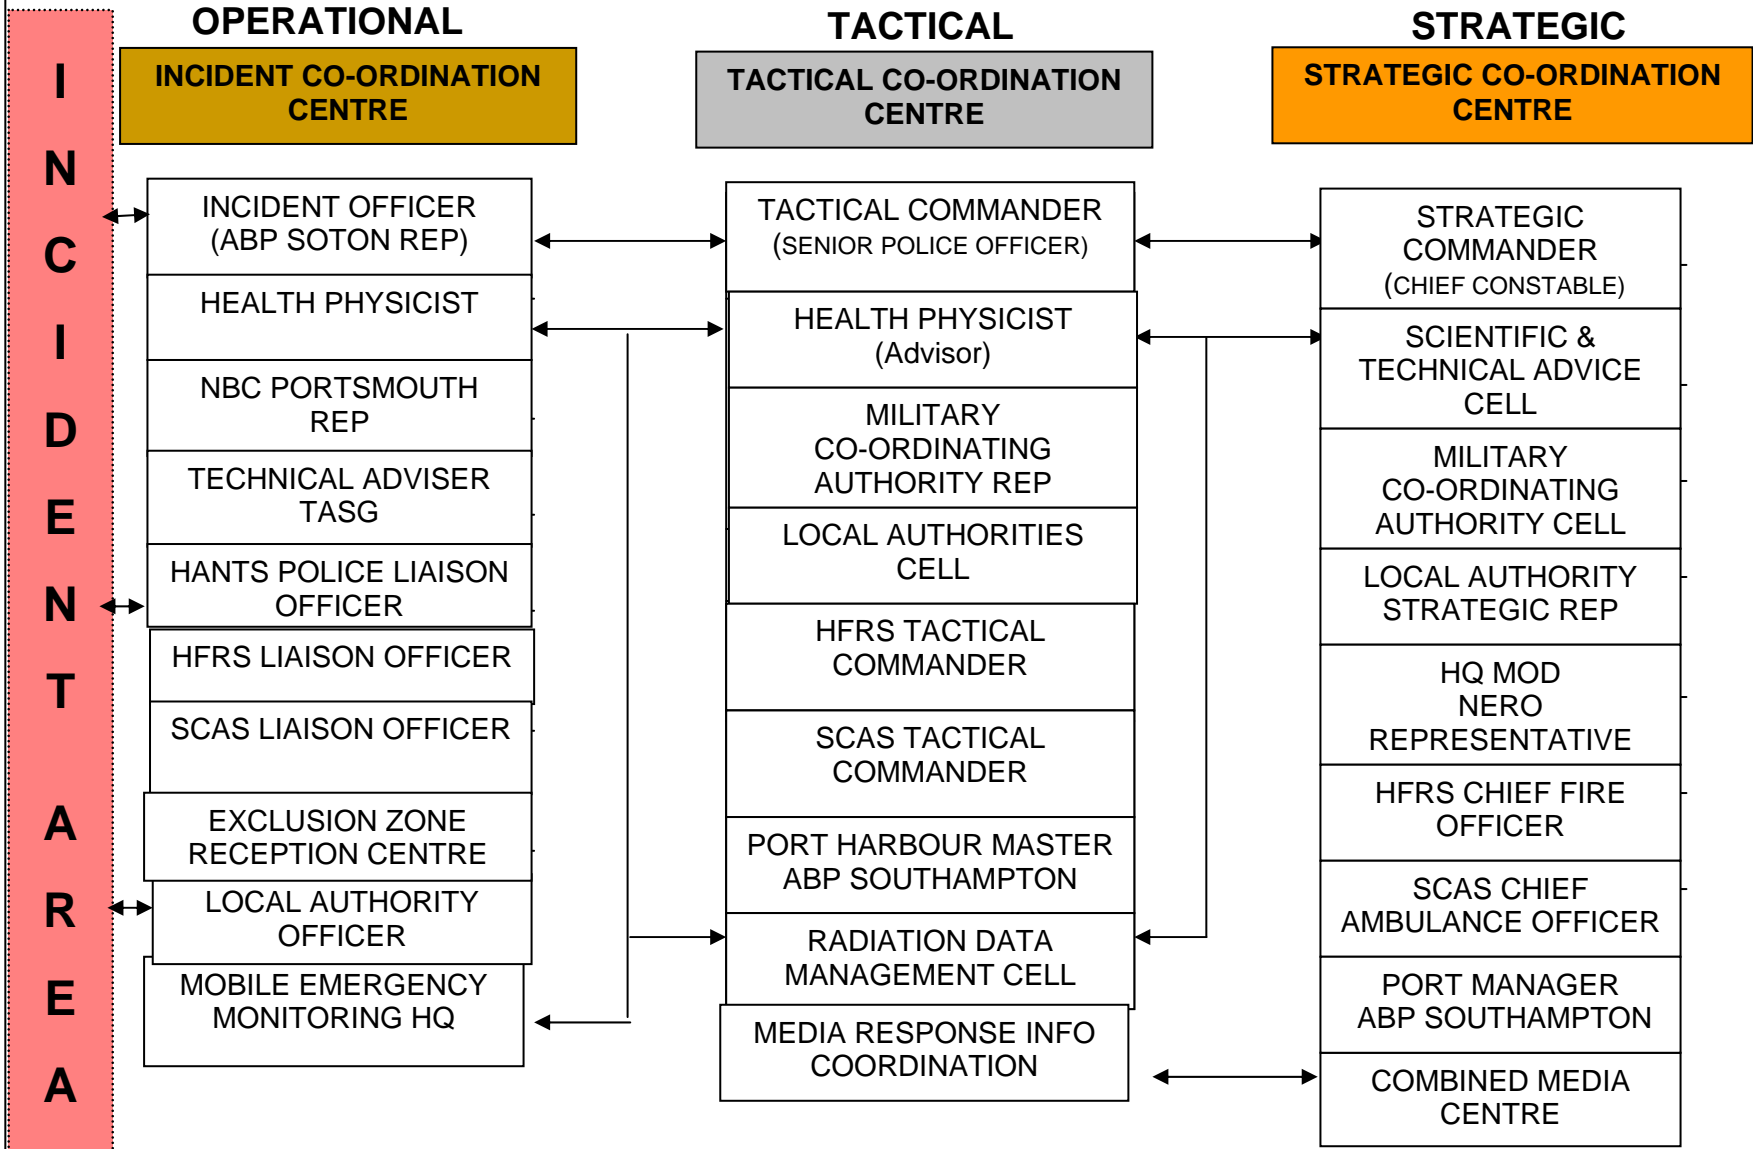 I
N
C
I
D
E
N
T
A
R
E
A
OPERATIONAL
INCIDENT CO-ORDINATION
CENTRE
INCIDENT OFFICER
(ABP SOTON REP)
HEALTH PHYSICIST
NBC PORTSMOUTH
REP
TECHNICAL ADVISER
TASG
HANTS POLICE LIAISON
OFFICER
HFRS LIAISON OFFICER
SCAS LIAISON OFFICER
EXCLUSION ZONE
RECEPTION CENTRE
LOCAL AUTHORITY
OFFICER
MOBILE EMERGENCY
MONITORING HQ
TACTICAL
TACTICAL CO-ORDINATION
CENTRE
TACTICAL COMMANDER
(SENIOR POLICE OFFICER)
HEALTH PHYSICIST
(Advisor)
MILITARY
CO-ORDINATING
AUTHORITY REP
LOCAL AUTHORITIES
CELL
HFRS TACTICAL
COMMANDER
SCAS TACTICAL
COMMANDER
PORT HARBOUR MASTER
ABP SOUTHAMPTON
RADIATION DATA
MANAGEMENT CELL
MEDIA RESPONSE INFO
COORDINATION
STRATEGIC
STRATEGIC CO-ORDINATION
CENTRE
STRATEGIC
COMMANDER
(CHIEF CONSTABLE)
SCIENTIFIC &
TECHNICAL ADVICE
CELL
MILITARY
CO-ORDINATING
AUTHORITY CELL
LOCAL AUTHORITY
STRATEGIC REP
HQ MOD
NERO
REPRESENTATIVE
HFRS CHIEF FIRE
OFFICER
SCAS CHIEF
AMBULANCE OFFICER
PORT MANAGER
ABP SOUTHAMPTON
COMBINED MEDIA
CENTRE